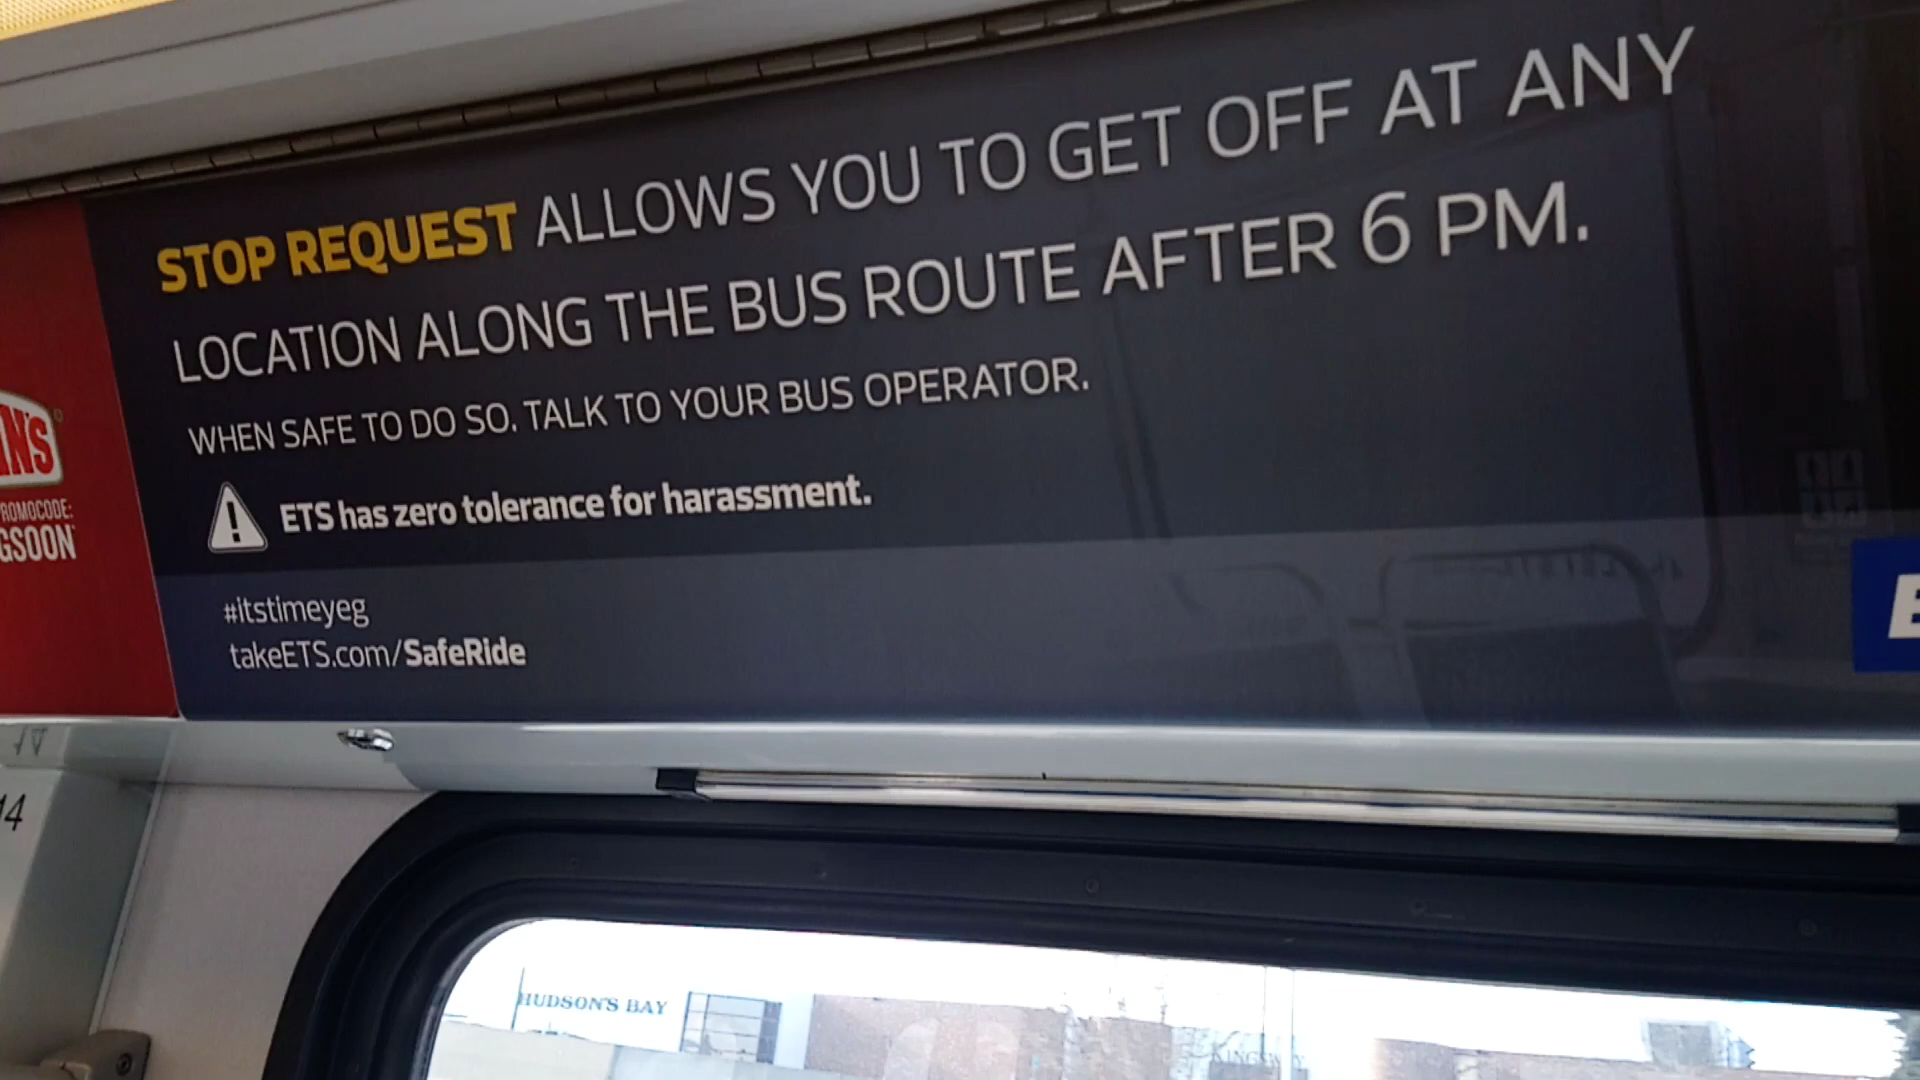 STOP REQUEST ALLOWS YOU TO GET OFF AT ANY
LOCATION ALONG THE BUS ROUTE AFTER 6 PM.
WHEN SAFE TO DO SO. TALK TO YOUR BUS OPERATOR.
ETS has zero tolerance for harassment.
#itstimeyeg
takeETS.com/SafeRide
HUDSON'S BAY
KINGSWAY